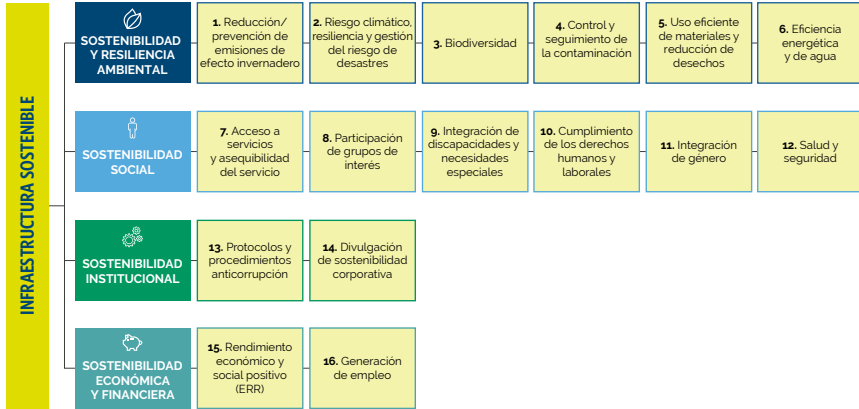 INFRAESTRUCTURA SOSTENIBLE
SOSTENIBILIDAD
Y RESILIENCIA
AMBIENTAL
1. Reducción/
prevención de
emisiones de
efecto invernadero
2. Riesgo climático,
resiliencia y gestión
del riesgo de
desastres
3. Biodiversidad
4. Control y
seguimiento de
la contaminación
5. Uso eficiente
de materiales y
reducción de
desechos
6. Eficiencia
energética
y de agua
SOSTENIBILIDAD
SOCIAL
7. Acceso a
servicios
y asequibilidad
del servicio
8. Participación
de grupos de
interés
9. Integración de
discapacidades y
necesidades
especiales
10. Cumplimiento
de los derechos
humanos y
laborales
11. Integración
de género
12. Salud y
seguridad
SOSTENIBILIDAD
INSTITUCIONAL
13. Protocolos y
procedimientos
anticorrupción
14. Divulgación
de sostenibilidad
corporativa
SOSTENIBILIDAD
ECONÓMICA
Y FINANCIERA
15. Rendimiento
económico y
social positivo
(ERR)
16. Generación
de empleo